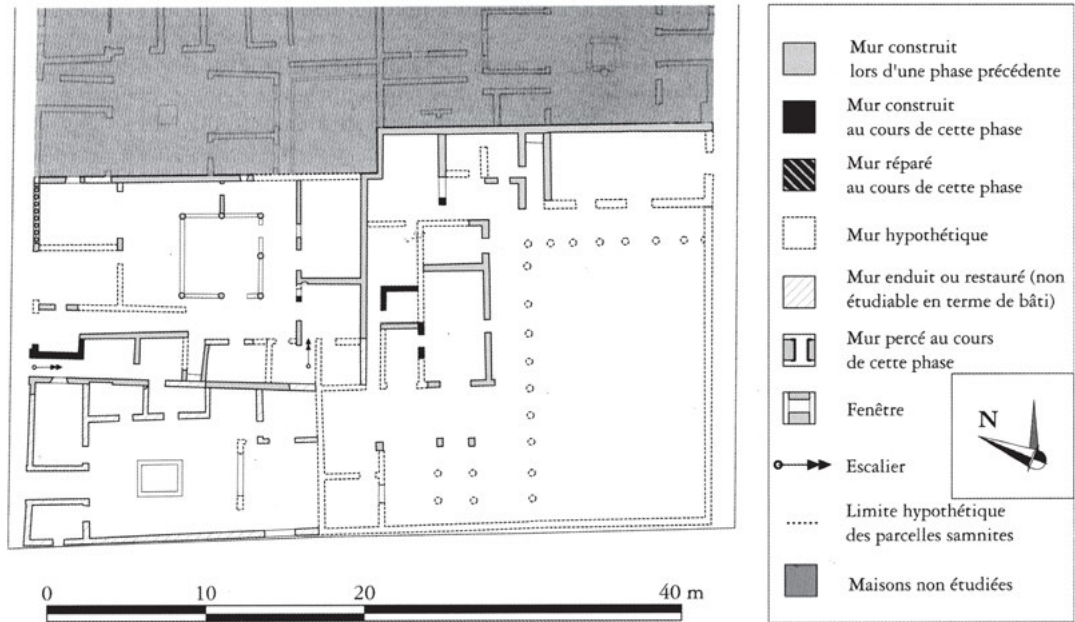 Mur construit
lors d'une phase précédente
Mur construit
au cours de cette phase
Mur réparé
au cours de cette phase
Mur hypothétique
Mur enduit ou restauré (non
étudiable en terme de bâti)
Mur percé au cours
de cette phase
Fenêtre
N
Escalier
Limite hypothétique
des parcelles samnites
Maisons non étudiées
0 10 20 40 m